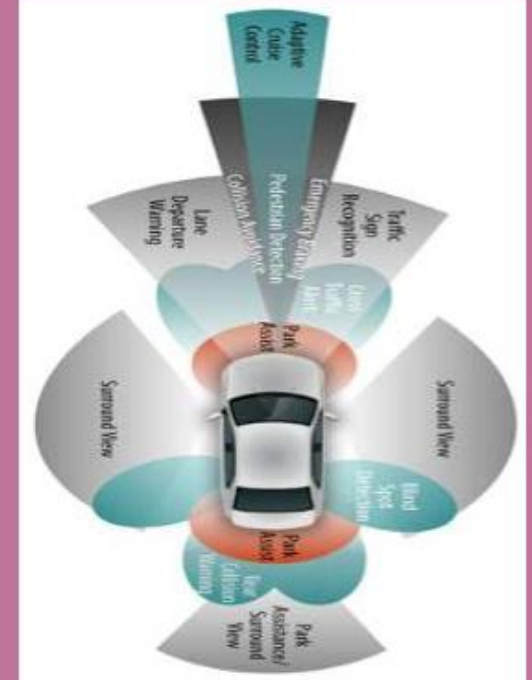 Adaptive
Cruise
Control
Emergency Braking
Pedestrian Detection
Collision Avoidance
Traffic
Sign
Recognition
Lane
Departure
Warning
Cross
Traffic
Alert
Park
Assist
Surround View
Surround View
Blind
Spot
Detection
Park
Assist
Rear
Collision
Warning
Park
Assistance/
Surround
View